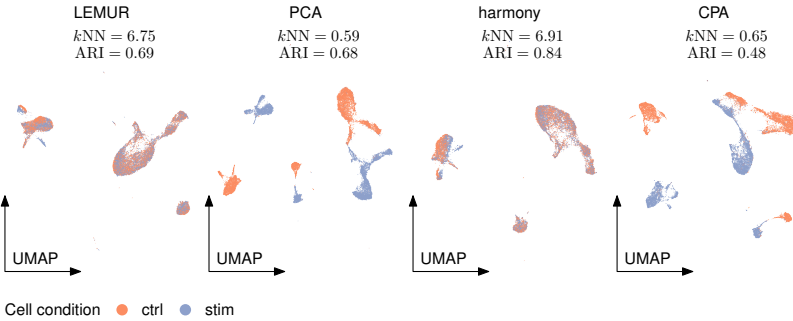 LEMUR
kNN = 6.75
ARI = 0.69
PCA
kNN = 0.59
ARI = 0.68
harmony
kNN = 6.91
ARI = 0.84
CPA
kNN = 0.65
ARI = 0.48
UMAP
UMAP
UMAP
UMAP
Cell condition ctrl stim